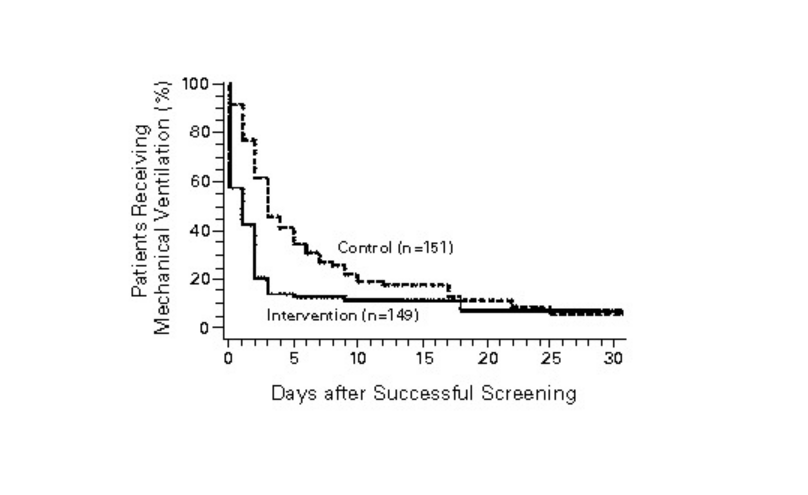 Patients Receiving
Mechanical Ventilation (%)
100
80
60
40
20
0
Control (n=151)
Intervention (n=149)
0 5 10 15 20 25 30
Days after Successful Screening